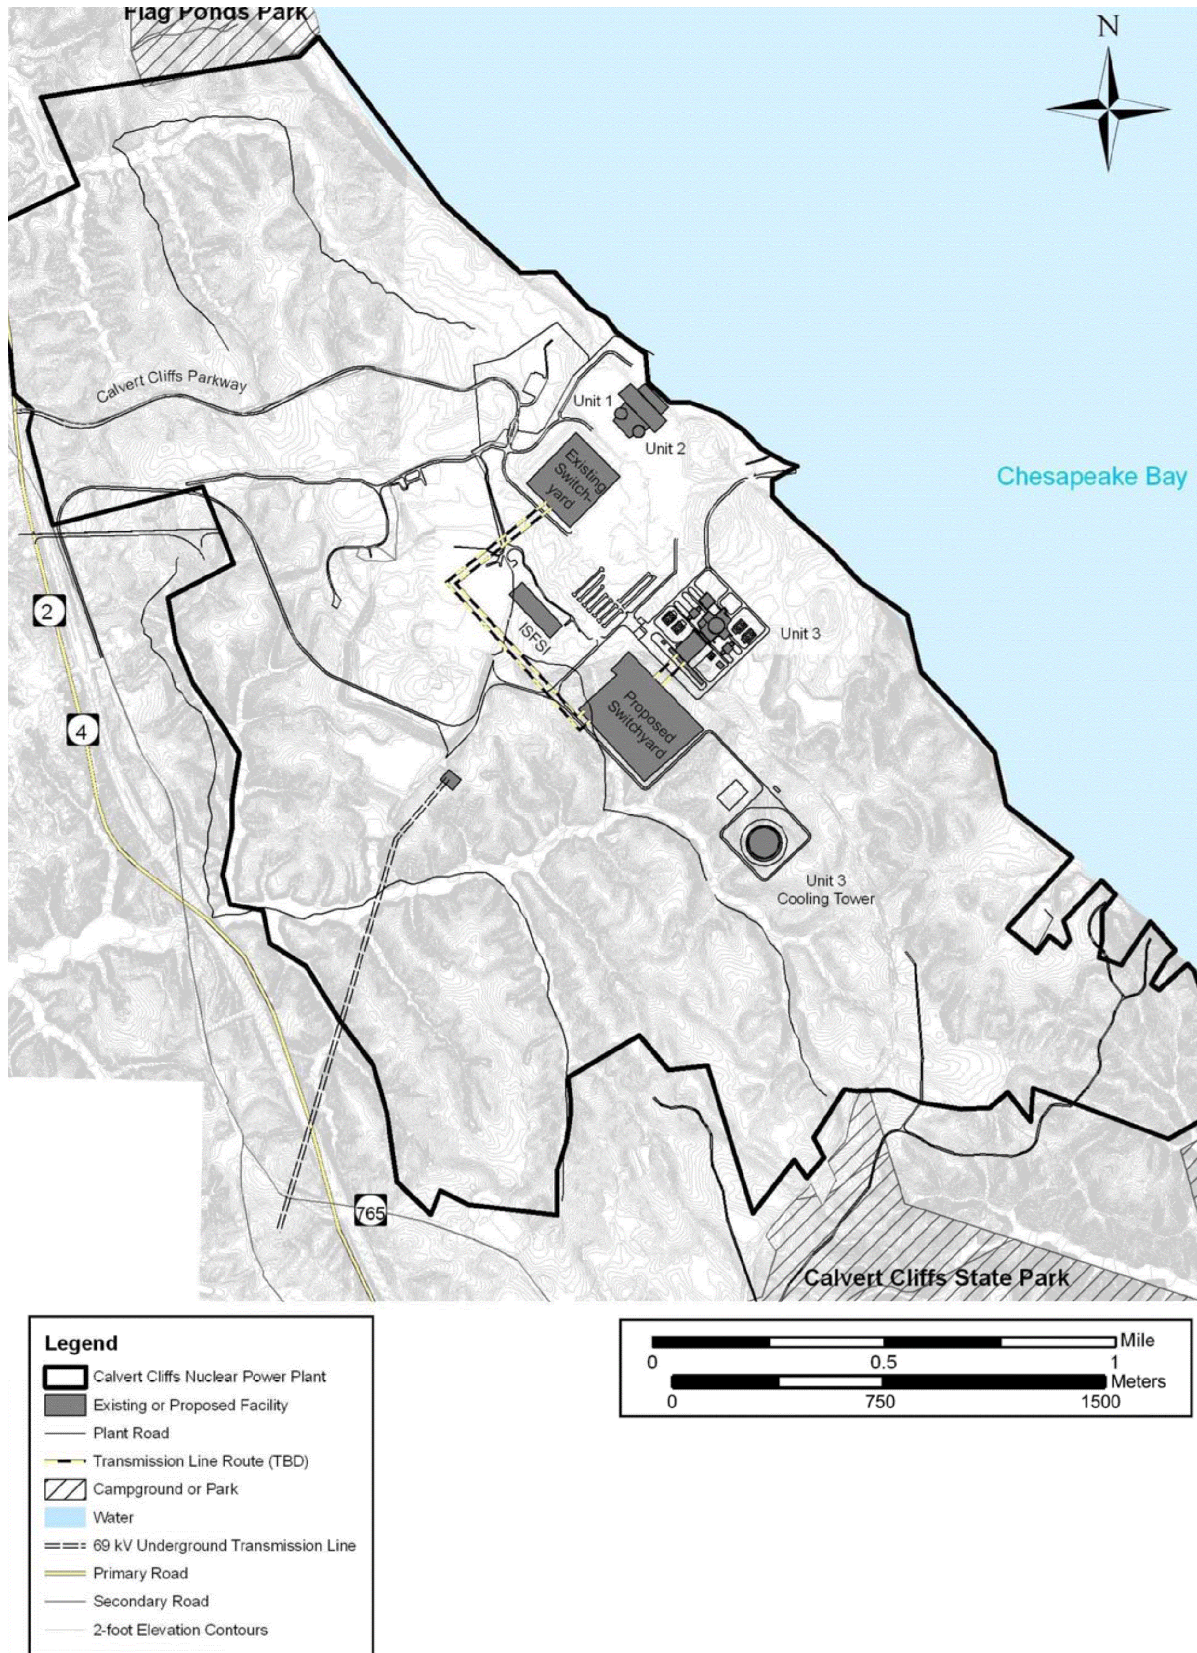 Flag Ponds Park
N
Calvert Cliffs Parkway
Unit 1
Unit 2
Existing
Switch-
yard
Chesapeake Bay
2
ISFSI
Unit 3
4
Proposed
Switchyard
Unit 3
Cooling Tower
765
Calvert Cliffs State Park
Legend
Calvert Cliffs Nuclear Power Plant
Existing or Proposed Facility
Plant Road
Transmission Line Route (TBD)
Campground or Park
Water
69 kV Underground Transmission Line
Primary Road
Secondary Road
2-foot Elevation Contours
Mile
0 0.5 1
Meters
0 750 1500